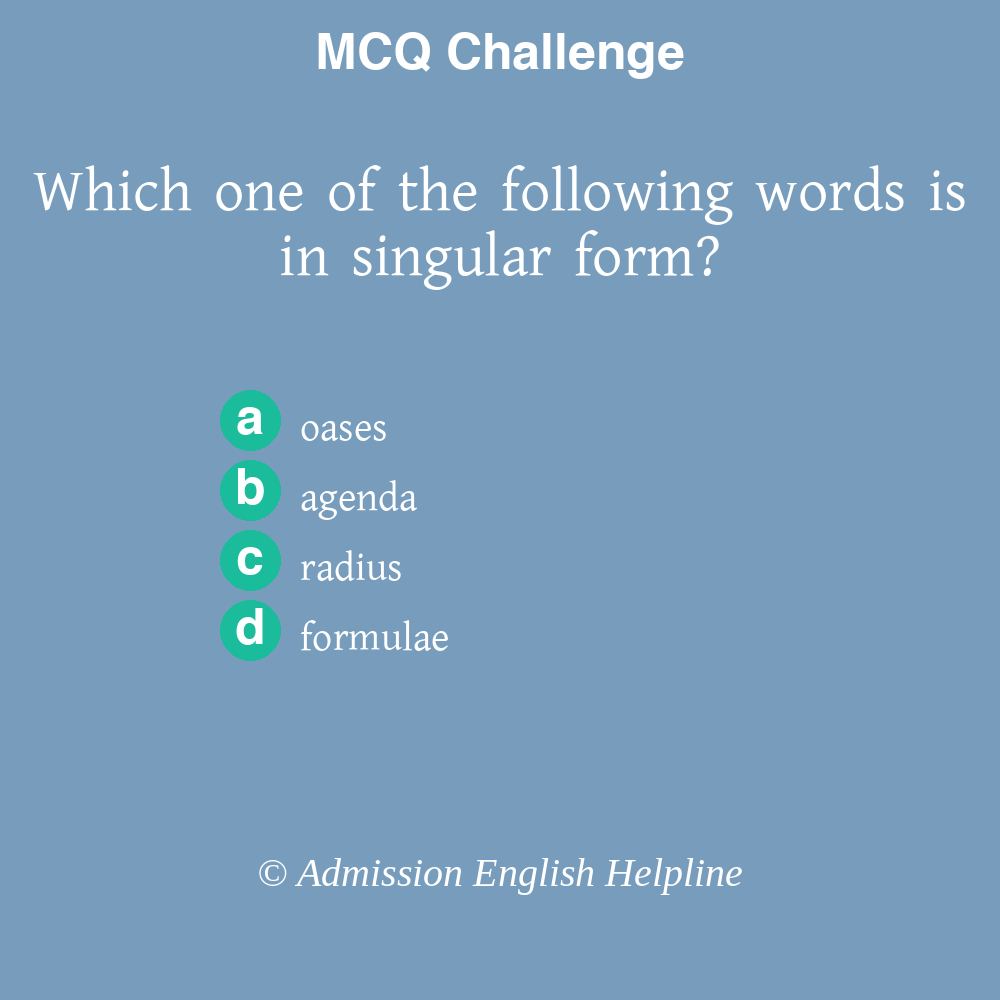 MCQ Challenge
Which one of the following words is
in singular form?
a oases
b agenda
c radius
d formulae
© Admission English Helpline